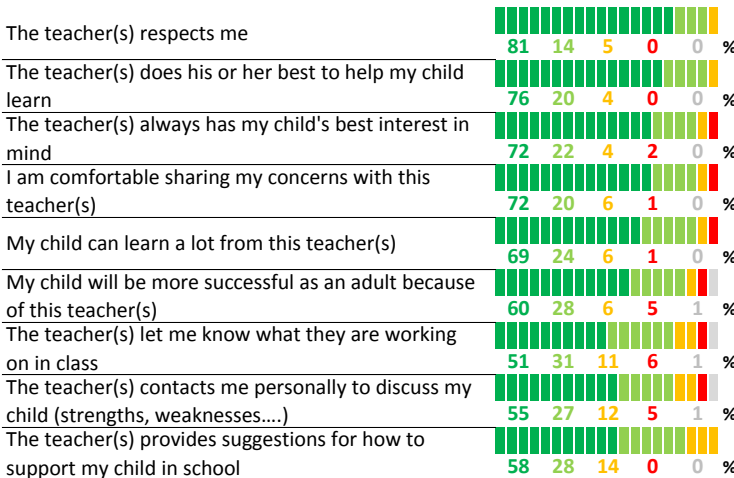 The teacher(s) respects me
81 14 5 0 0 %
The teacher(s) does his or her best to help my child
learn
76 20 4 0 0 %
The teacher(s) always has my child's best interest in
mind
72 22 4 2 0 %
I am comfortable sharing my concerns with this
teacher(s)
72 20 6 1 0 %
My child can learn a lot from this teacher(s)
69 24 6 1 0 %
My child will be more successful as an adult because
of this teacher(s)
60 28 6 5 1 %
The teacher(s) let me know what they are working
on in class
51 31 11 6 1 %
The teacher(s) contacts me personally to discuss my
child (strengths, weaknesses....)
55 27 12 5 1 %
The teacher(s) provides suggestions for how to
support my child in school
58 28 14 0 0 %